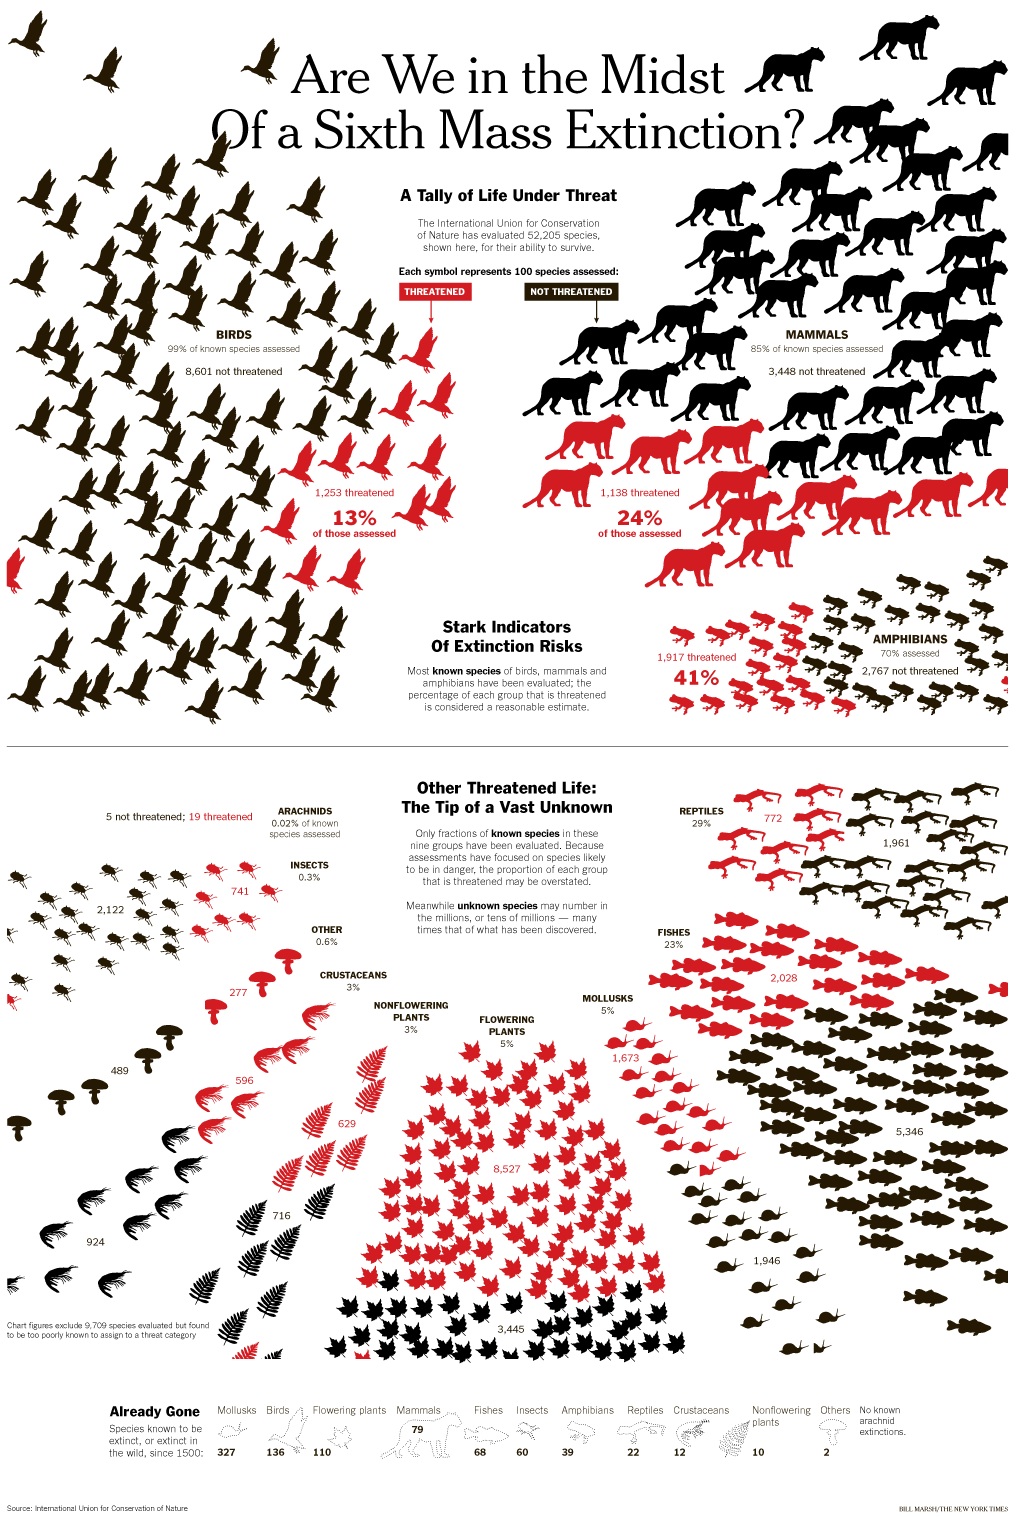 Are We in the Midst
Of a Sixth Mass Extinction?
A Tally of Life Under Threat
The International Union for Conservation
of Nature has evaluated 52,205 species,
shown here, for their ability to survive.
Each symbol represents 100 species assessed:
THREATENED
NOT THREATENED
BIRDS
99% of known species assessed
8,601 not threatened
MAMMALS
85% of known species assessed
3,448 not threatened
1,253 threatened
13%
of those assessed
1,138 threatened
24%
of those assessed
Stark Indicators
Of Extinction Risks
Most known species of birds, mammals and
amphibians have been evaluated; the
percentage of each group that is threatened
is considered a reasonable estimate.
1,917 threatened
41%
AMPHIBIANS
70% assessed
2,767 not threatened
Other Threatened Life:
The Tip of a Vast Unknown
Only fractions of known species in these
nine groups have been evaluated. Because
assessments have focused on species likely
to be in danger, the proportion of each group
that is threatened may be overstated.
Meanwhile unknown species may number in
the millions, or tens of millions — many
times that of what has been discovered.
5 not threatened; 19 threatened
ARACHNIDS
0.02% of known
species assessed
INSECTS
0.3%
741
2,122
OTHER
0.6%
277
489
CRUSTACEANS
3%
596
924
NONFLOWERING
PLANTS
3%
629
716
FLOWERING
PLANTS
5%
8,527
3,445
MOLLUSKS
5%
1,673
1,946
FISHES
23%
2,028
5,346
REPTILES
29%
772
1,961
Chart figures exclude 9,709 species evaluated but found
to be too poorly known to assign to a threat category
Already Gone
Species known to be
extinct, or extinct in
the wild, since 1500:
Mollusks
327
Birds
136
Flowering plants
110
Mammals
79
Fishes
68
Insects
60
Amphibians
39
Reptiles
22
Crustaceans
12
Nonflowering
plants
10
Others
2
No known
arachnid
extinctions.
Source: International Union for Conservation of Nature
BILL MARSH/THE NEW YORK TIMES